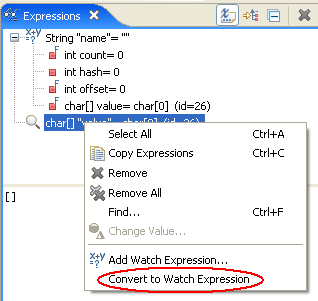 Expressions
String "name"= ""
int count= 0
int hash= 0
int offset= 0
char[] value= char[0] (id=26)
char[] "value"= char[0] (id=26)
Select All Ctrl+A
Copy Expressions Ctrl+C
Remove
Remove All
Find... Ctrl+F
Change Value...
Add Watch Expression...
Convert to Watch Expression
[]